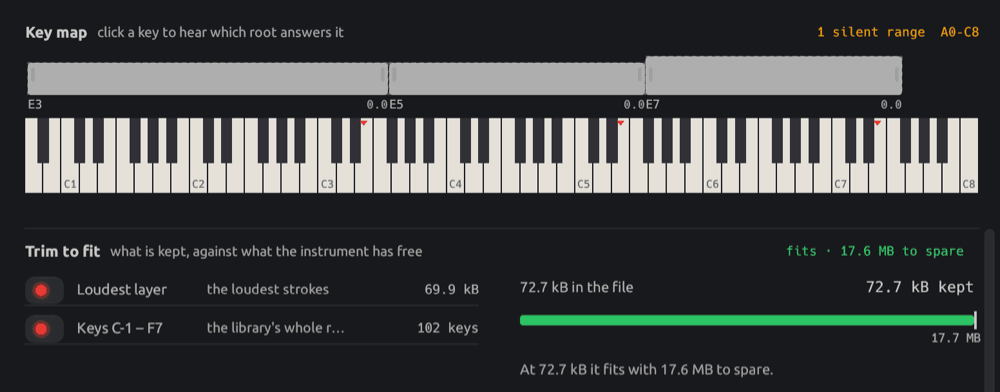 Key map click a key to hear which root answers it 1 silent range A0-C8
E3 0.0 E5 0.0 E7 0.0
C1 C2 C3 C4 C5 C6 C7 C8
Trim to fit what is kept, against what the instrument has free fits · 17.6 MB to spare
Loudest layer the loudest strokes 69.9 kB
72.7 kB in the file 72.7 kB kept
Keys C-1 – F7 the library's whole r… 102 keys
17.7 MB
At 72.7 kB it fits with 17.6 MB to spare.